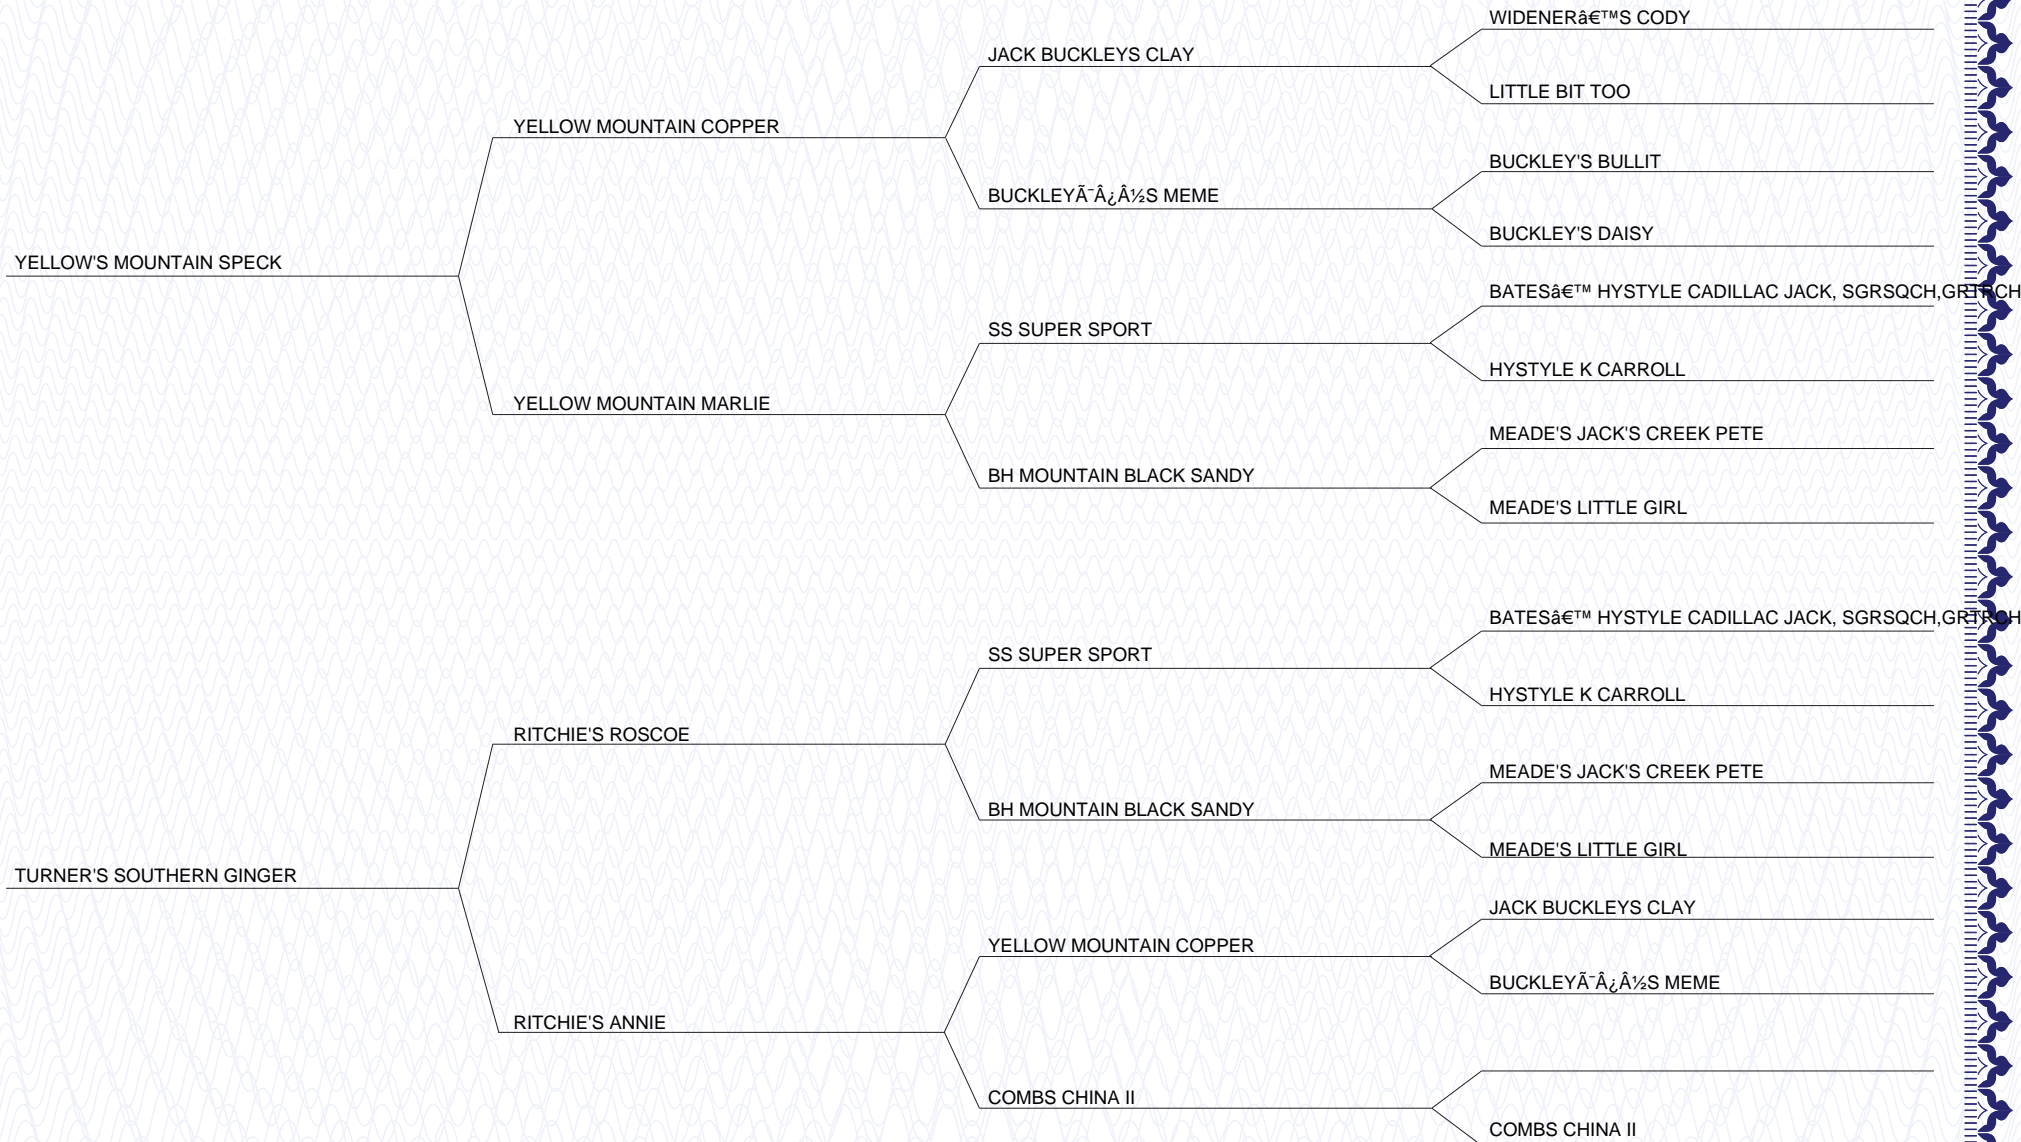 WIDENERâ€™S CODY
JACK BUCKLEYS CLAY
LITTLE BIT TOO
YELLOW MOUNTAIN COPPER
BUCKLEY'S BULLIT
BUCKLEYÃ¯Â¿Â½S MEME
BUCKLEY'S DAISY
YELLOW'S MOUNTAIN SPECK
BATESâ€™ HYSTYLE CADILLAC JACK, SGRSQCH,GRTRCH
SS SUPER SPORT
HYSTYLE K CARROLL
YELLOW MOUNTAIN MARLIE
MEADE'S JACK'S CREEK PETE
BH MOUNTAIN BLACK SANDY
MEADE'S LITTLE GIRL
BATESâ€™ HYSTYLE CADILLAC JACK, SGRSQCH,GRTRCH
SS SUPER SPORT
HYSTYLE K CARROLL
RITCHIE'S ROSCOE
MEADE'S JACK'S CREEK PETE
BH MOUNTAIN BLACK SANDY
MEADE'S LITTLE GIRL
TURNER'S SOUTHERN GINGER
JACK BUCKLEYS CLAY
YELLOW MOUNTAIN COPPER
BUCKLEYÃ¯Â¿Â½S MEME
RITCHIE'S ANNIE
COMBS CHINA II
COMBS CHINA II